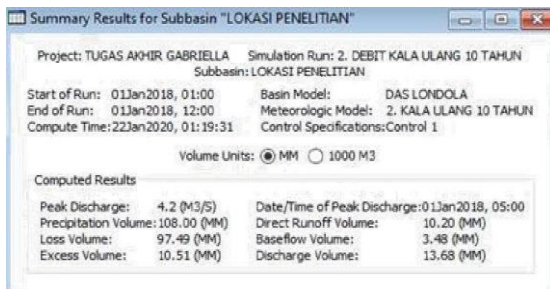 Summary Results for Subbasin "LOKASI PENELITIAN"
Project: TUGAS AKHIR GABRIELLA Simulation Run: 2. DEBIT KALA ULANG 10 TAHUN
Subbasin: LOKASI PENELITIAN
Start of Run: 01Jan2018, 01:00 Basin Model: DAS LONDOLA
End of Run: 01Jan2018, 12:00 Meteorologic Model: 2. KALA ULANG 10 TAHUN
Compute Time:22Jan2020, 01:19:31 Control Specifications:Control 1
Volume Units: MM 1000 M3
Computed Results
Peak Discharge: 4.2 (M3/S) Date/Time of Peak Discharge:01Jan2018, 05:00
Precipitation Volume:108.00 (MM) Direct Runoff Volume: 10.20 (MM)
Loss Volume: 97.49 (MM) Baseflow Volume: 3.48 (MM)
Excess Volume: 10.51 (MM) Discharge Volume: 13.68 (MM)